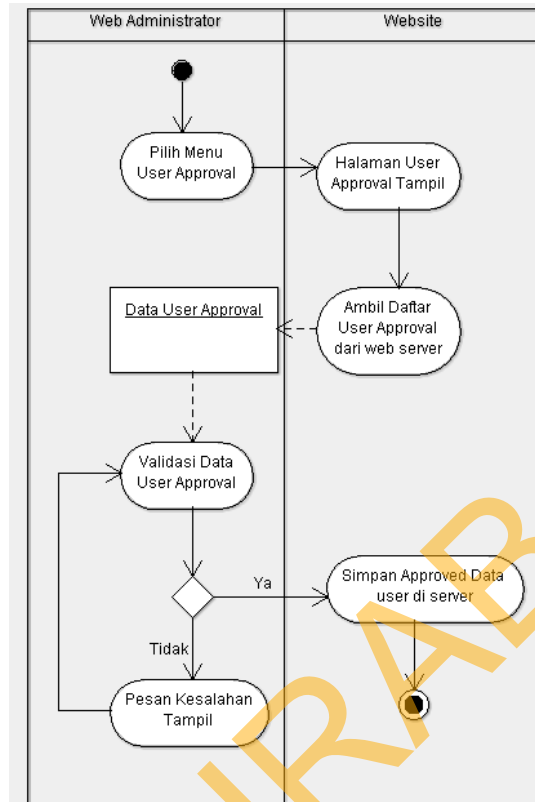 Web Administrator
Website
Pilih Menu
User Approval
Halaman User
Approval Tampil
Data User Approval
Ambil Daftar
User Approval
dari web server
Validasi Data
User Approval
Ya
Simpan Approved Data
user di server
Tidak
Pesan Kesalahan
Tampil